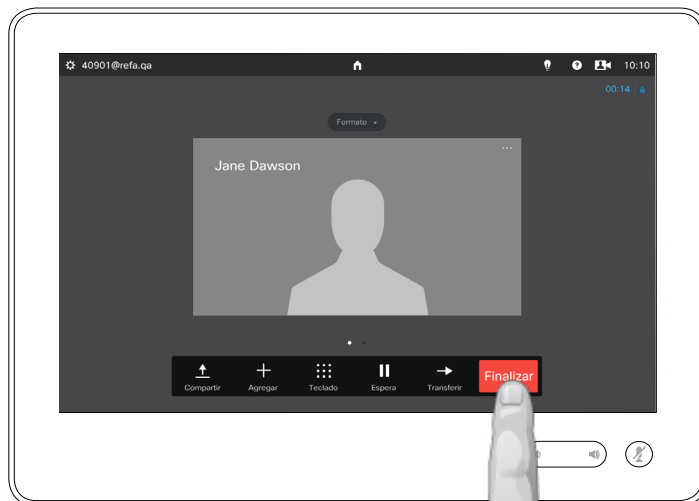 40901@refa.qa
10:10
00:14
Formato
Jane Dawson
Compartir
Agregar
Teclado
Espera
Transferir
Finalizar